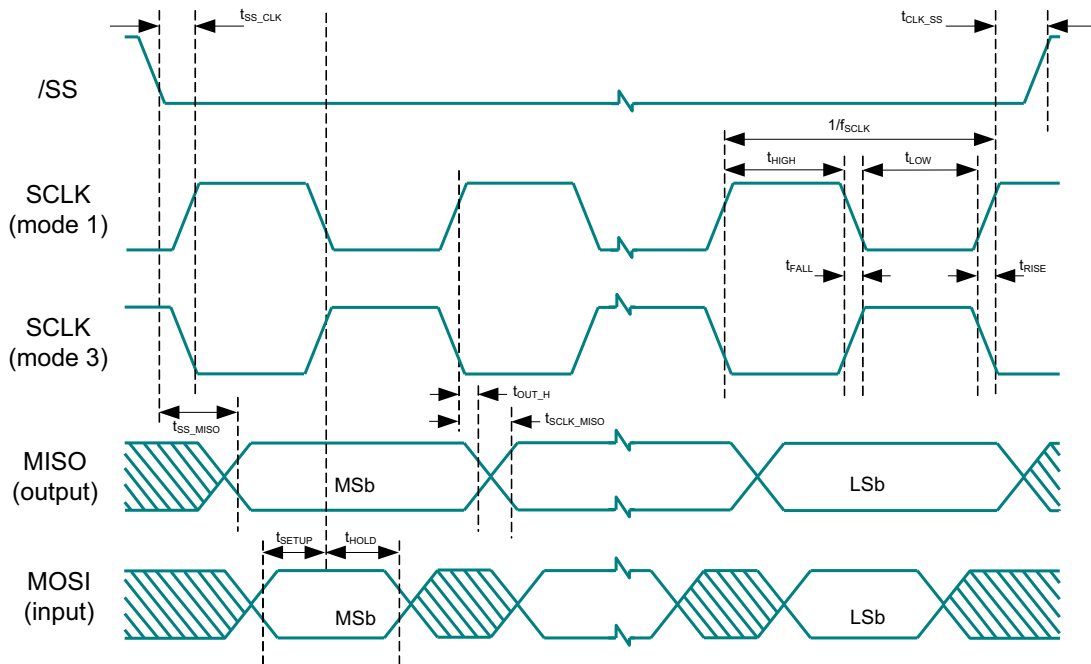 tSS_CLK
tCLK_SS
/SS
1/fSCLK
tHIGH
tLOW
SCLK
(mode 1)
tFALL
tRISE
SCLK
(mode 3)
tOUT_H
tSS_MISO
tSCLK_MISO
MISO
(output)
MSb
LSb
tSETUP
tHOLD
MOSI
(input)
MSb
LSb